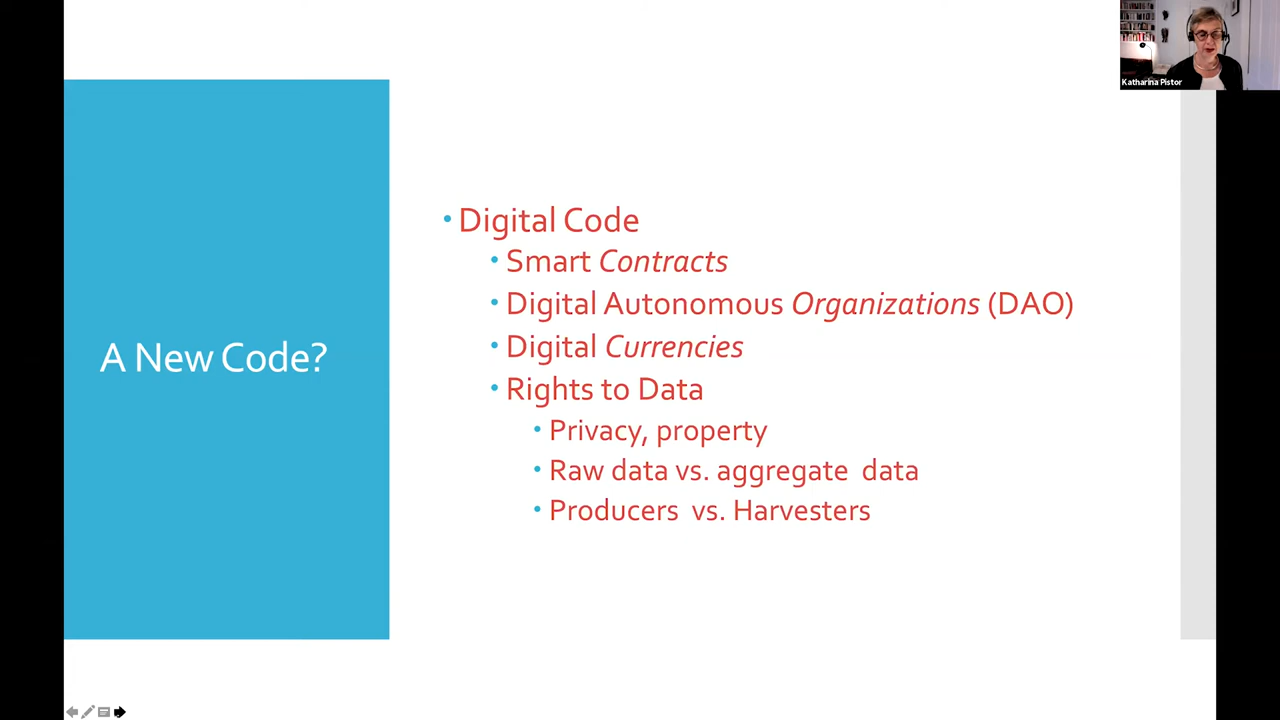 Katharina Pistor
A New Code?
• Digital Code
• Smart Contracts
• Digital Autonomous Organizations (DAO)
• Digital Currencies
• Rights to Data
• Privacy, property
• Raw data vs. aggregate  data
• Producers  vs. Harvesters